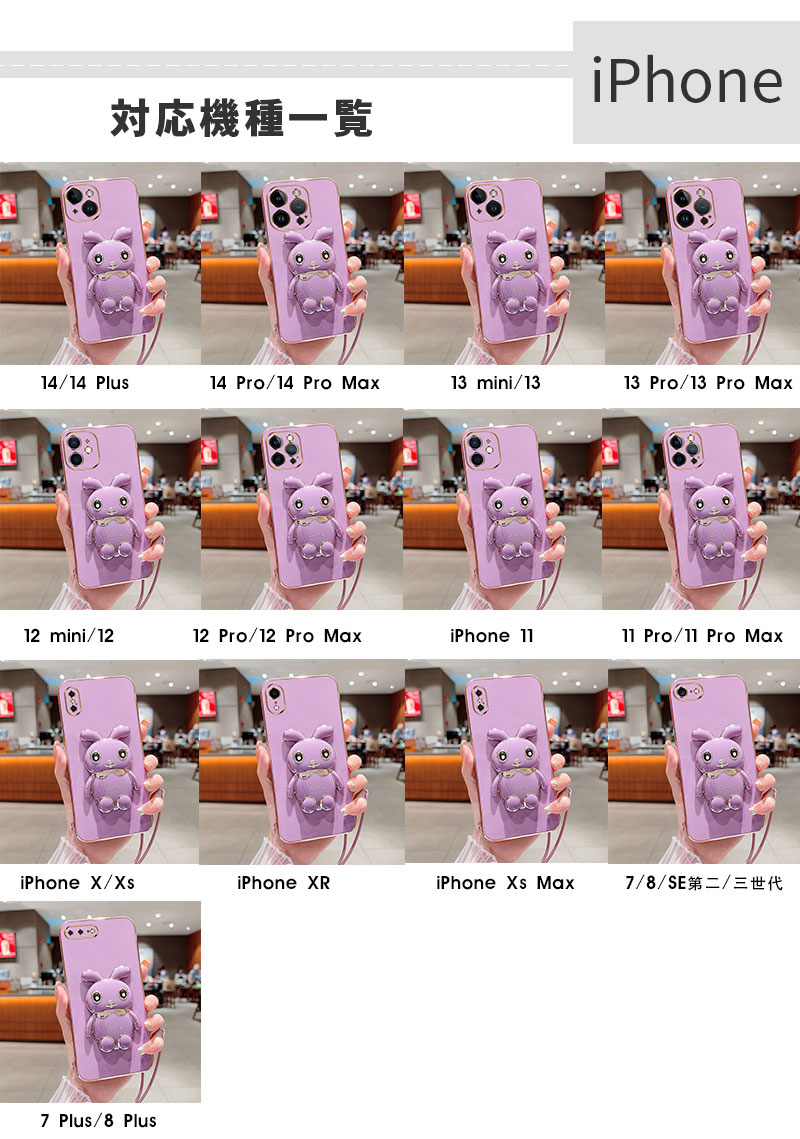 iPhone
対応機種一覧
14/14 Plus
14 Pro/14 Pro Max
13 mini/13
13 Pro/13 Pro Max
12 mini/12
12 Pro/12 Pro Max
iPhone 11
11 Pro/11 Pro Max
iPhone X/Xs
iPhone XR
iPhone Xs Max
7/8/SE第二/三世代
7 Plus/8 Plus